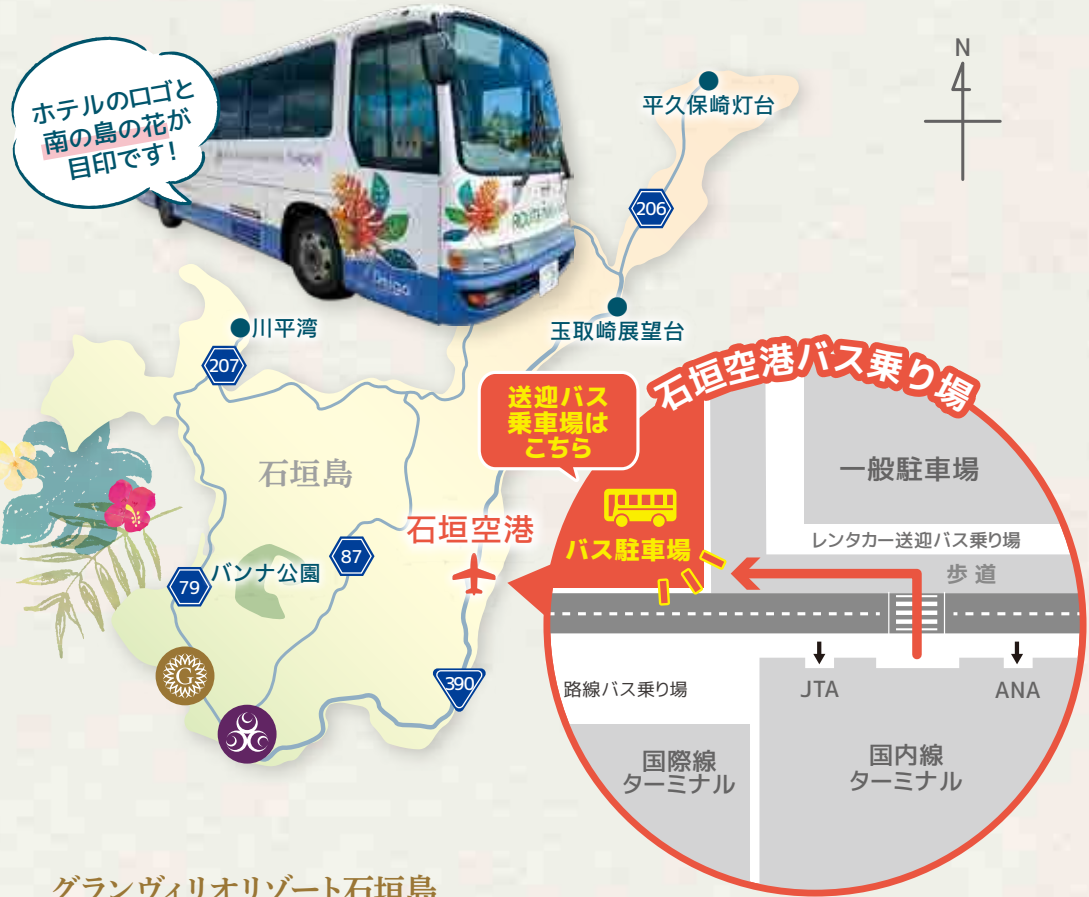 ホテルのロゴと
南の島の花が
目印です!
N
平久保崎灯台
206
玉取崎展望台
川平湾
207
石垣島
石垣空港
87
バンナ公園
79
G
390
石垣空港バス乗り場
送迎バス
乗車場は
こちら
バス駐車場
一般駐車場
レンタカー送迎バス乗り場
歩道
路線バス乗り場
JTA
ANA
国際線
ターミナル
国内線
ターミナル
グランヴィリオリゾート石垣島